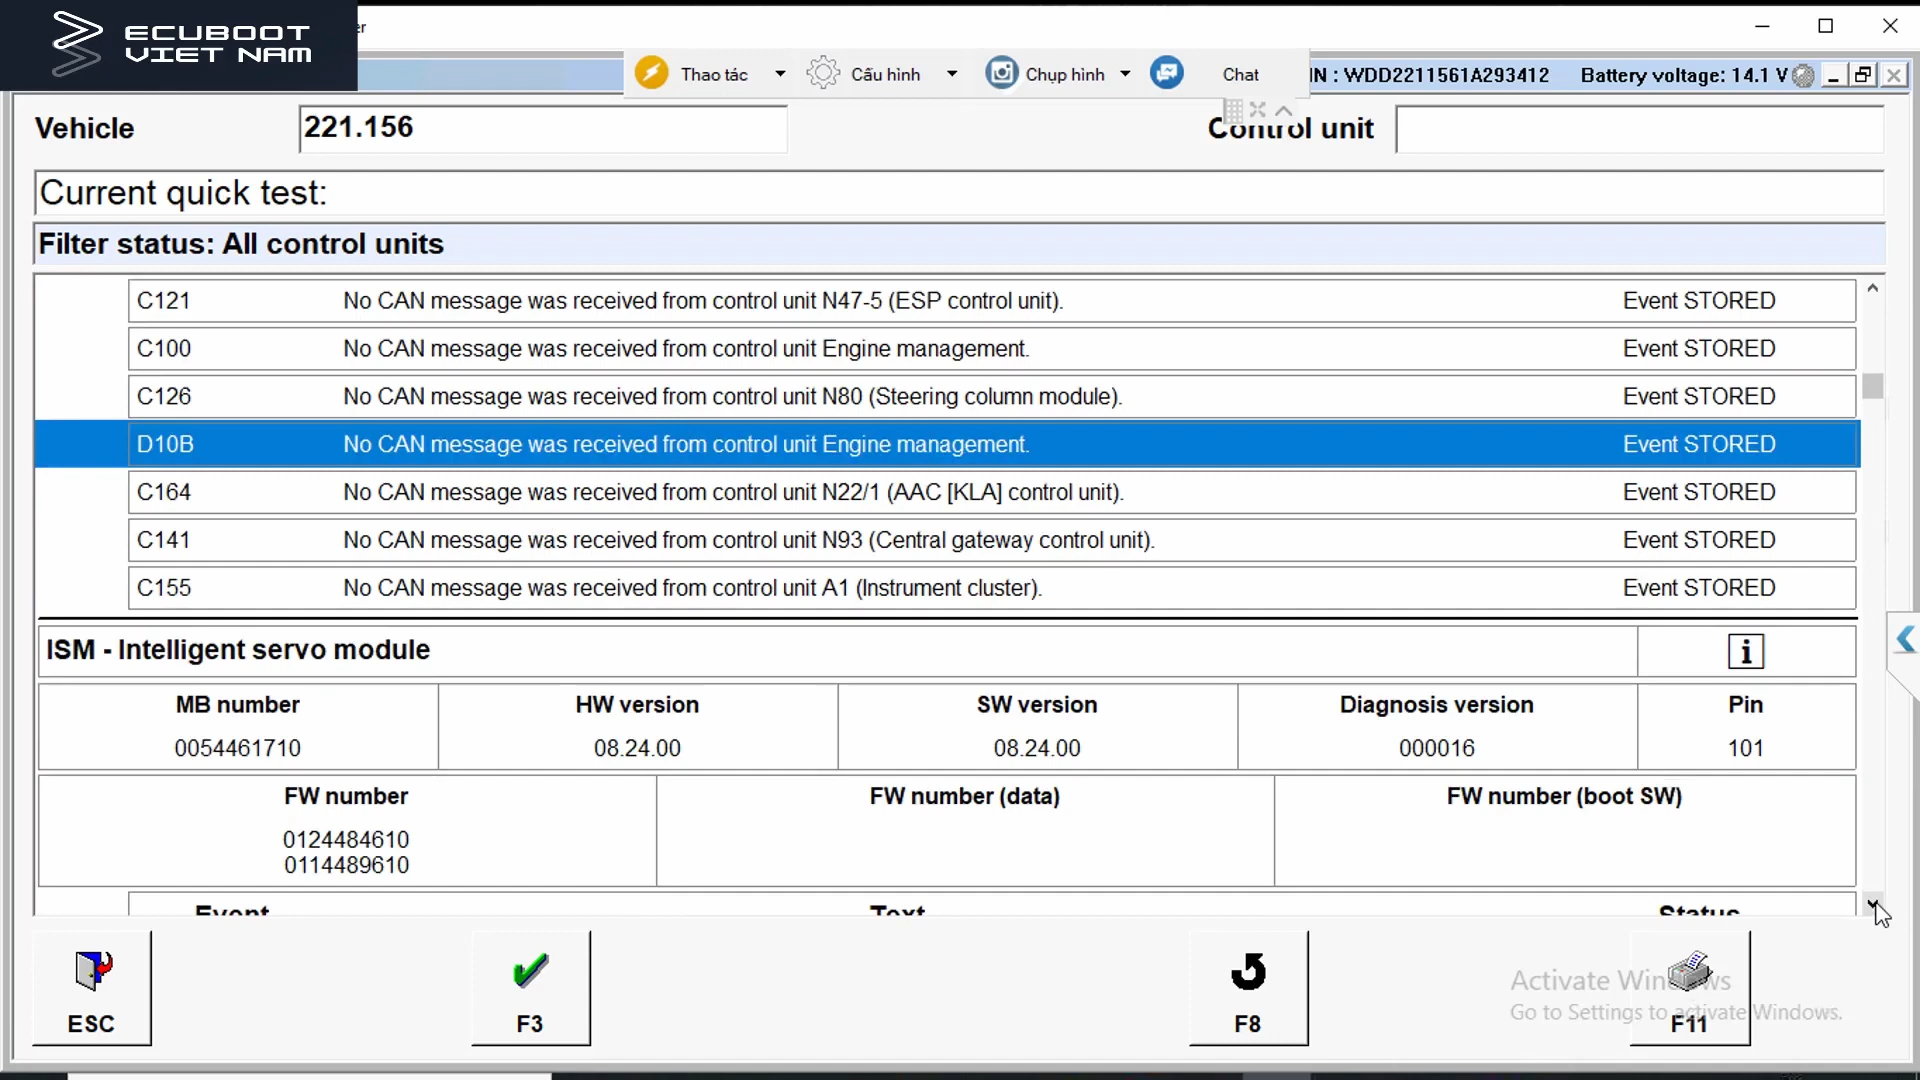 ECUBOOT
VIET NAM
er
Thao tác
Cấu hình
Chụp hình
Chat
IN : WDD2211561A293412
Battery voltage: 14.1 V
Vehicle
221.156
Control unit
Current quick test:
Filter status: All control units
C121 No CAN message was received from control unit N47-5 (ESP control unit). Event STORED
C100 No CAN message was received from control unit Engine management. Event STORED
C126 No CAN message was received from control unit N80 (Steering column module). Event STORED
D10B No CAN message was received from control unit Engine management. Event STORED
C164 No CAN message was received from control unit N22/1 (AAC [KLA] control unit). Event STORED
C141 No CAN message was received from control unit N93 (Central gateway control unit). Event STORED
C155 No CAN message was received from control unit A1 (Instrument cluster). Event STORED
ISM - Intelligent servo module
i
MB number HW version SW version Diagnosis version Pin
0054461710 08.24.00 08.24.00 000016 101
FW number FW number (data) FW number (boot SW)
0124484610
0114489610
Event Text Status
Activate Windows
Go to Settings to activate Windows.
ESC F3 F8 F11